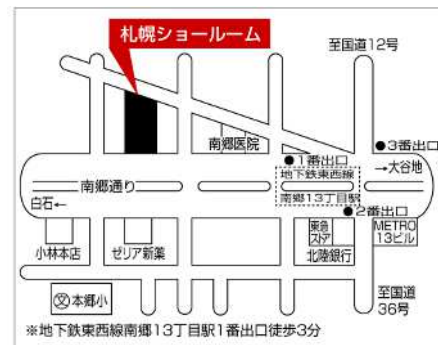 札幌ショールーム
至国道12号
南郷医院
●1番出口
●3番出口
地下鉄東西線
→大谷地
南郷通り
南郷13丁目駅
白石←
●2番出口
小林本店
ゼリア新薬
東急
ストア
METRO
13ビル
北陸銀行
文本郷小
至国道
36号
※地下鉄東西線南郷13丁目駅1番出口徒歩3分